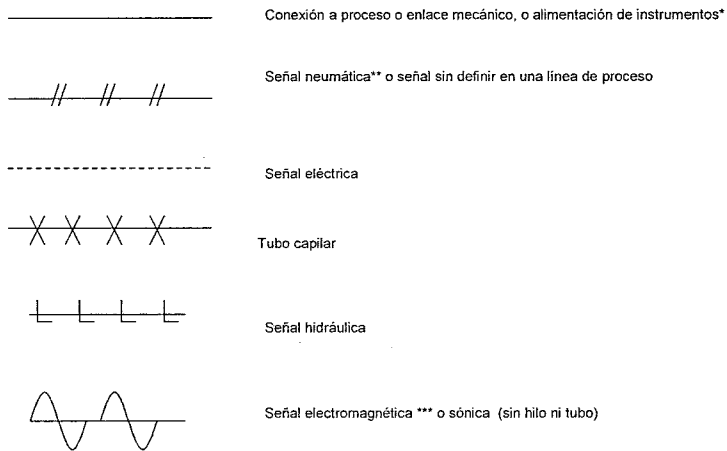 Conexión a proceso o enlace mecánico, o alimentación de instrumentos*
Señal neumática** o señal sin definir en una línea de proceso
Señal eléctrica
Tubo capilar
Señal hidráulica
Señal electromagnética *** o sónica (sin hilo ni tubo)